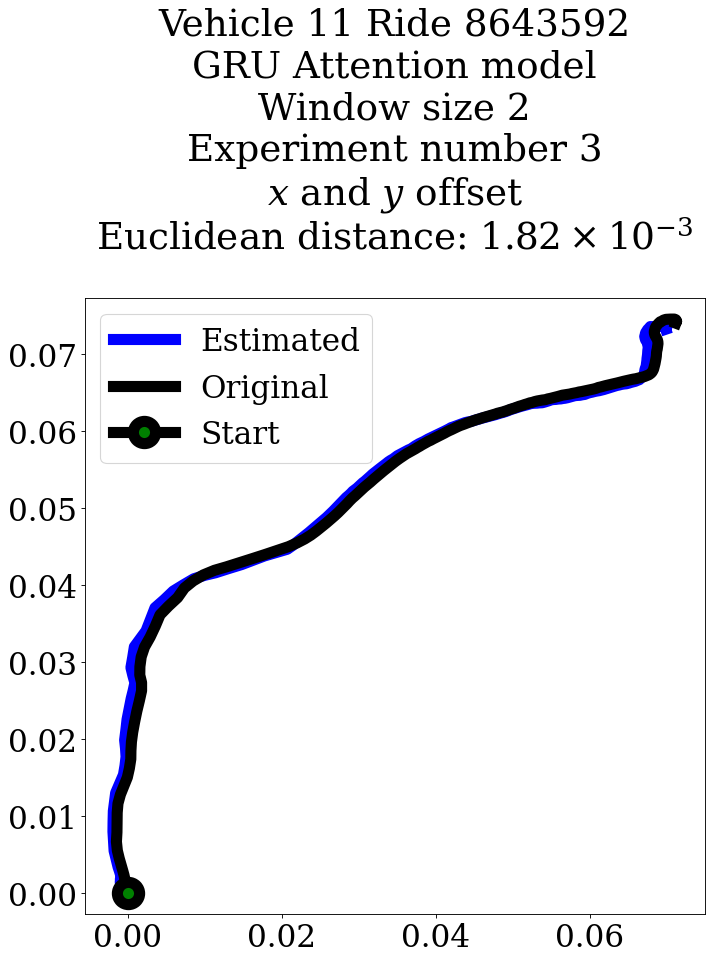 Vehicle 11 Ride 8643592
GRU Attention model
Window size 2
Experiment number 3
x and y offset
Euclidean distance: 1.82 × 10⁻³
Estimated
Original
Start
0.07
0.06
0.05
0.04
0.03
0.02
0.01
0.00
0.00 0.02 0.04 0.06